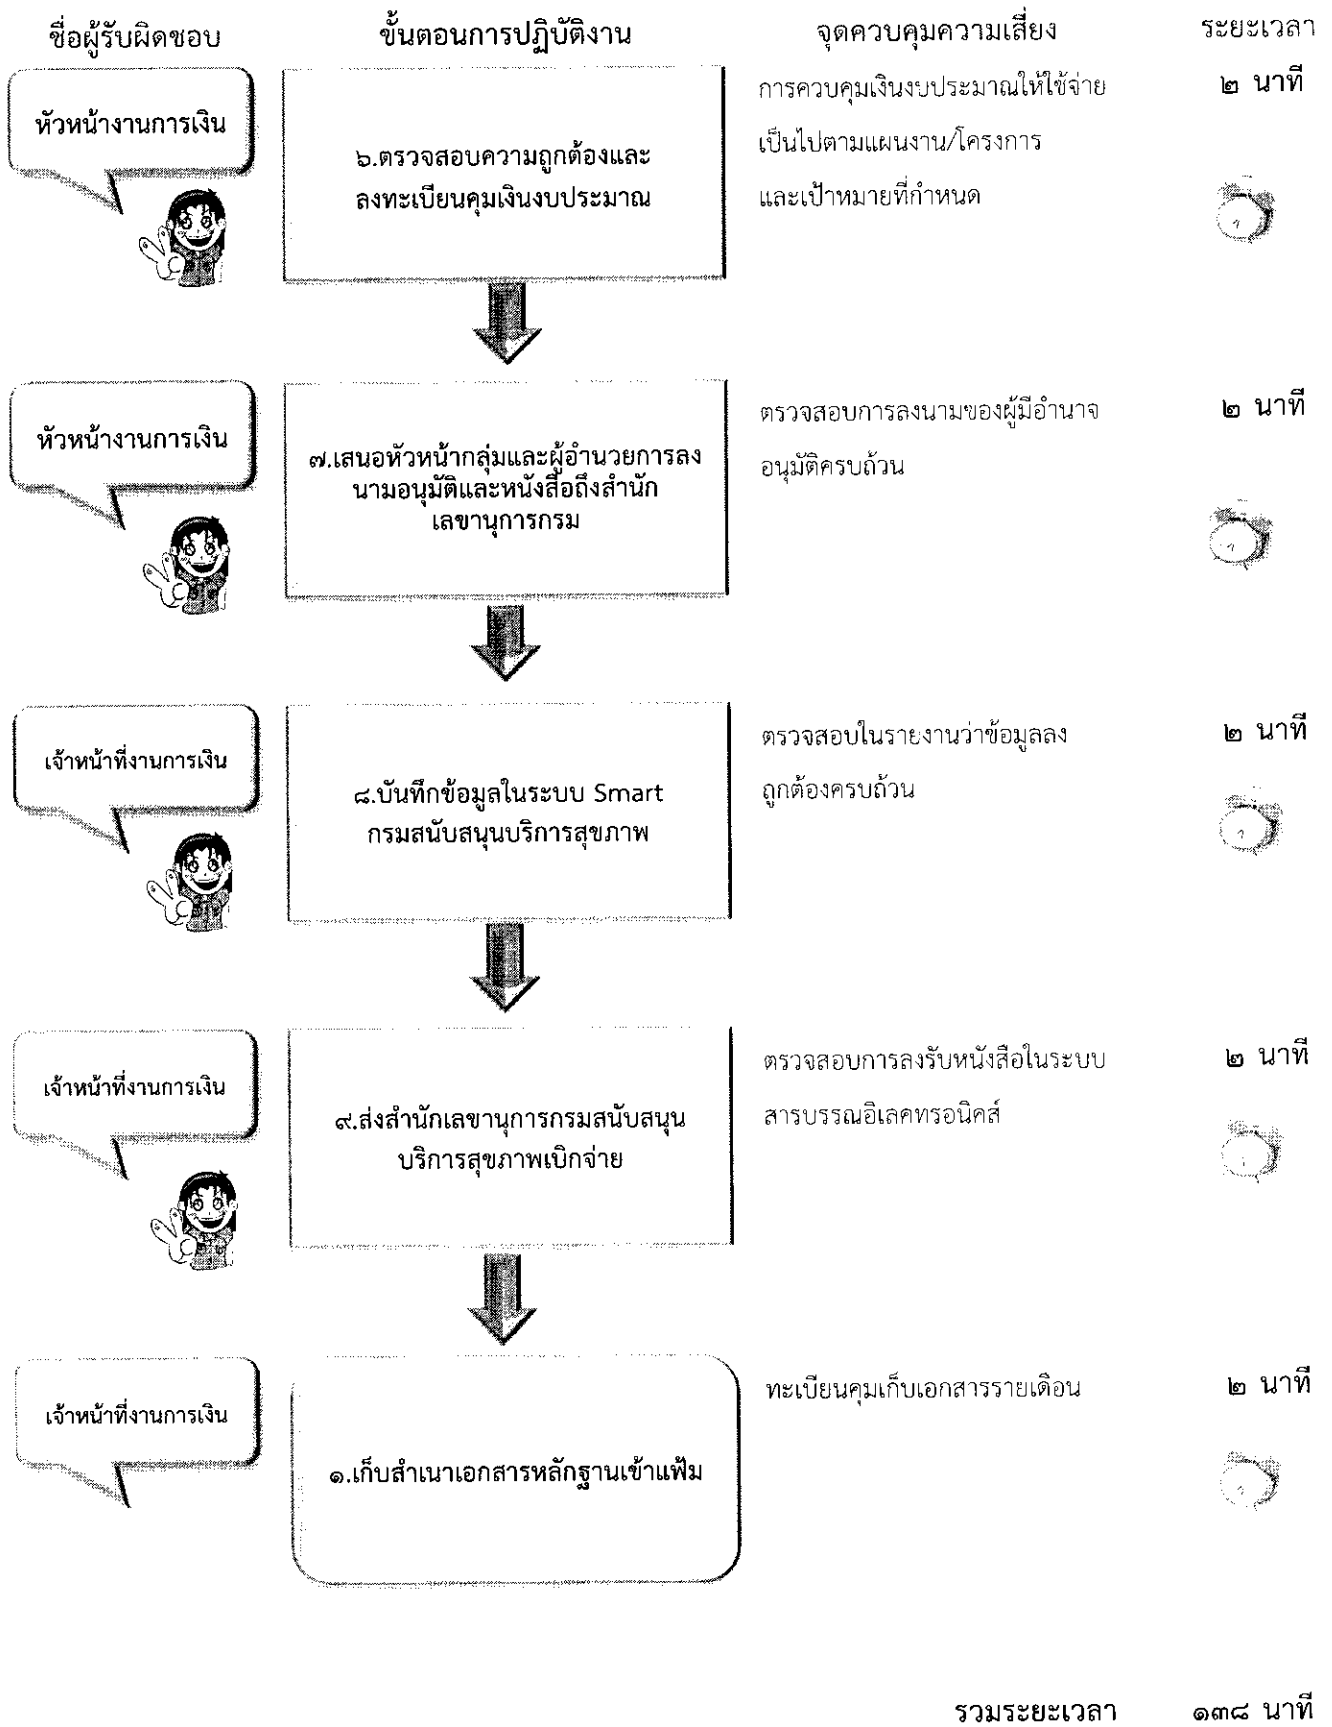 ชื่อผู้รับผิดชอบ ขั้นตอนการปฏิบัติงาน จุดควบคุมความเสี่ยง ระยะเวลา
หัวหน้างานการเงิน
๖.ตรวจสอบความถูกต้องและ
ลงทะเบียนคุมเงินงบประมาณ
การควบคุมเงินงบประมาณให้ใช้จ่าย
เป็นไปตามแผนงาน/โครงการ
และเป้าหมายที่กำหนด
๒ นาที
หัวหน้างานการเงิน
๗.เสนอหัวหน้ากลุ่มและผู้อำนวยการลง
นามอนุมัติและหนังสือถึงสำนัก
เลขานุการกรม
ตรวจสอบการลงนามของผู้มีอำนาจ
อนุมัติครบถ้วน
๒ นาที
เจ้าหน้าที่งานการเงิน
๘.บันทึกข้อมูลในระบบ Smart
กรมสนับสนุนบริการสุขภาพ
ตรวจสอบในรายงานว่าข้อมูลลง
ถูกต้องครบถ้วน
๒ นาที
เจ้าหน้าที่งานการเงิน
๙.ส่งสำนักเลขานุการกรมสนับสนุน
บริการสุขภาพเบิกจ่าย
ตรวจสอบการลงรับหนังสือในระบบ
สารบรรณอิเลคทรอนิคส์
๒ นาที
เจ้าหน้าที่งานการเงิน
๑.เก็บสำเนาเอกสารหลักฐานเข้าแฟ้ม
ทะเบียนคุมเก็บเอกสารรายเดือน
๒ นาที
รวมระยะเวลา ๑๓๘ นาที